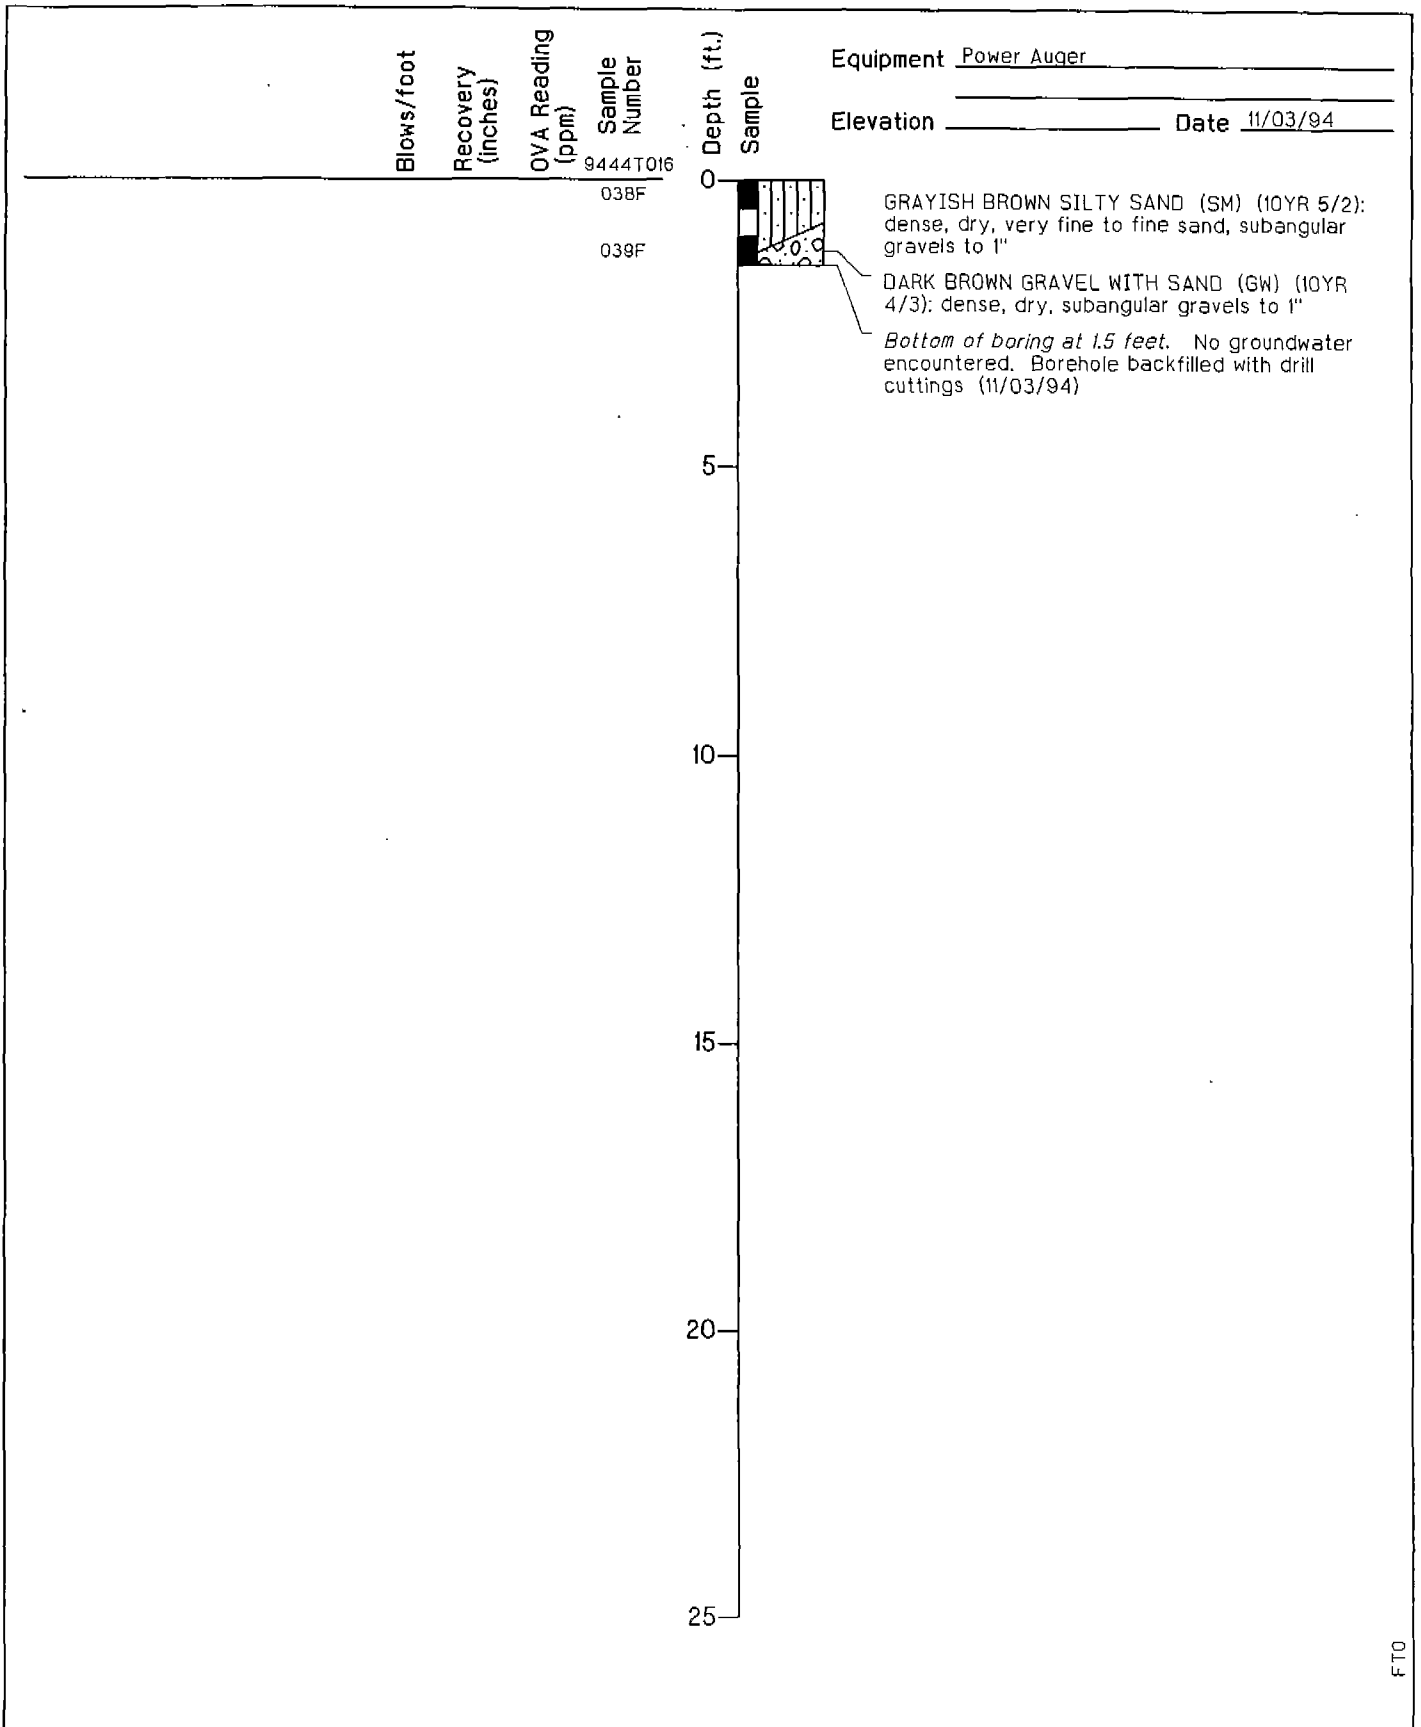 Blows/foot
Recovery
(inches)
OVA Reading
(ppm)
Sample
Number
9444T016
Depth (ft.)
Sample
Equipment Power Auger
Elevation Date 11/03/94
0
038F
039F
GRAYISH BROWN SILTY SAND (SM) (10YR 5/2):
dense, dry, very fine to fine sand, subangular
gravels to 1"
DARK BROWN GRAVEL WITH SAND (GW) (10YR
4/3): dense, dry, subangular gravels to 1"
Bottom of boring at 1.5 feet. No groundwater
encountered. Borehole backfilled with drill
cuttings (11/03/94)
5
10
15
20
25
FTO